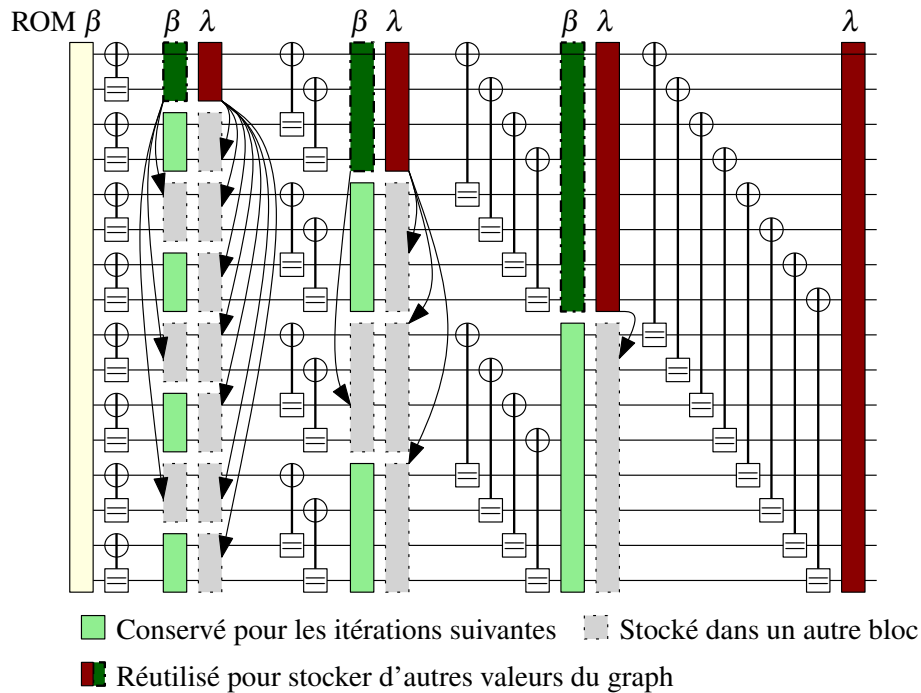 ROM β β λ β λ β λ λ
Conservé pour les itérations suivantes Stocké dans un autre bloc
Réutilisé pour stocker d'autres valeurs du graph